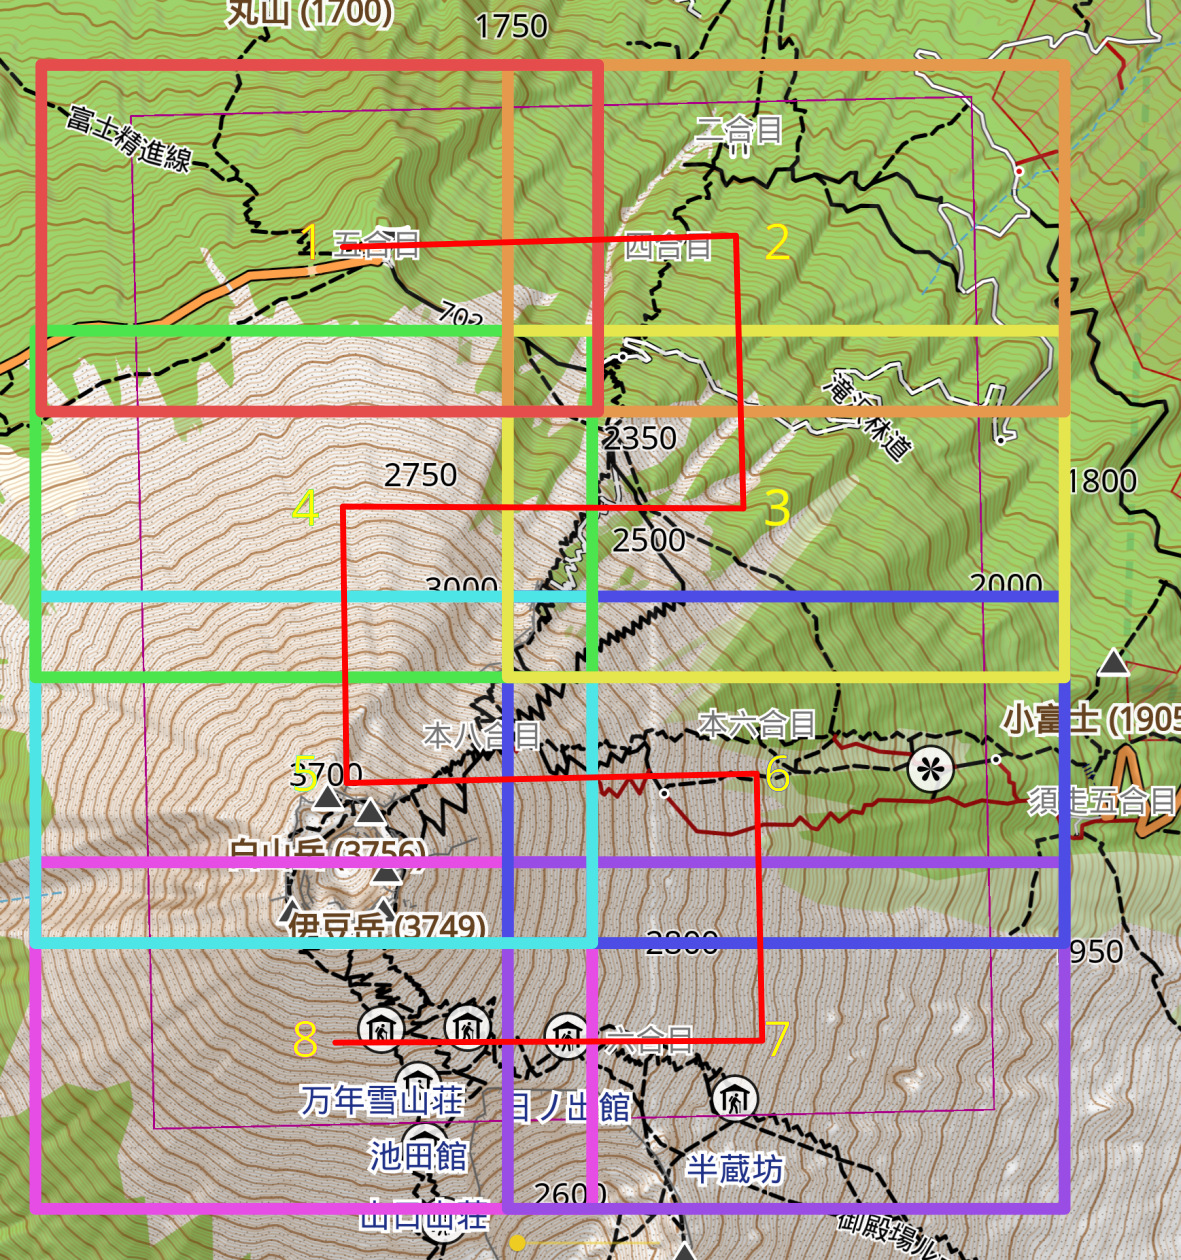 丸山 (1700)
1750
富士精進線
二合目
1
五合目
四合目
2
702
滝沢林道
2350
2750
1800
4
3
2500
3000
2000
小富士 (1905
本八合目
本六合目
5
3700
6
須走五合目
白山岳 (3756)
伊豆岳 (3749)
2800
950
8
六合目
7
万年雪山荘
日ノ出館
池田館
半蔵坊
2600
山口山荘
御殿場ル